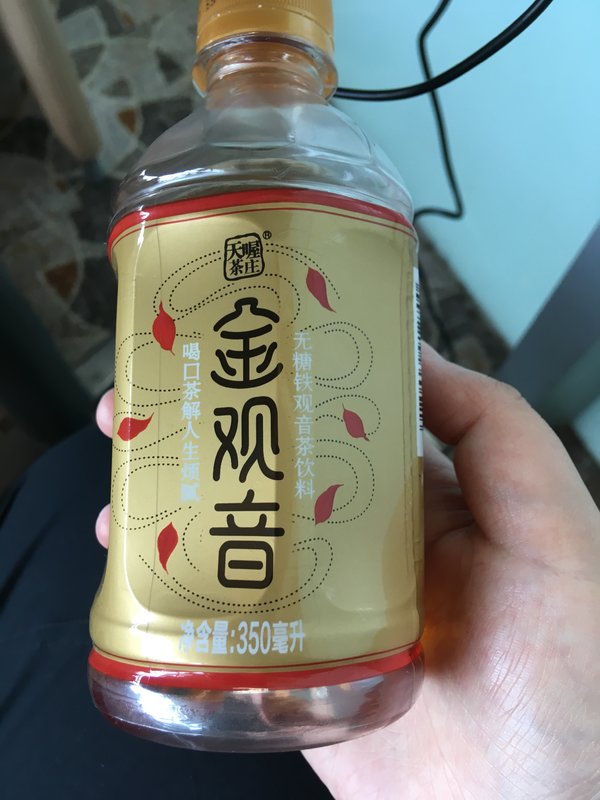 天喔茶庄
®
金观音
无糖铁观音茶饮料
喝口茶解人生烦腻
净含量:350毫升